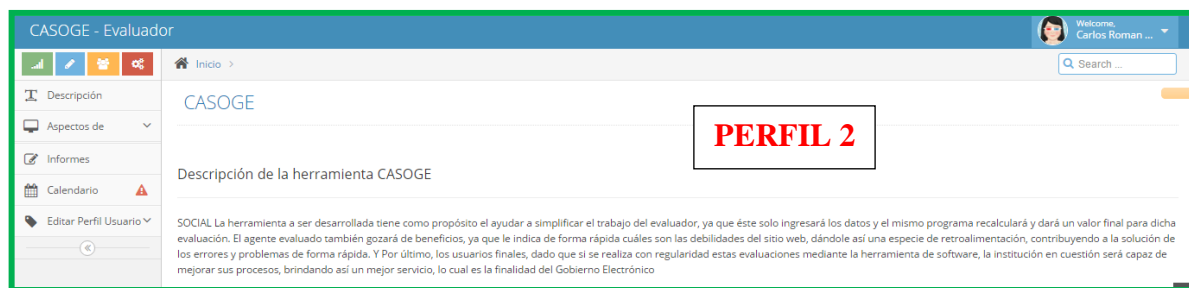 CASOGE - Evaluador
Welcome,
Carlos Roman ...
Inicio >
Search ...
Descripción
Aspectos de
Informes
Calendario
Editar Perfil Usuario
CASOGE
PERFIL 2
Descripción de la herramienta CASOGE
SOCIAL La herramienta a ser desarrollada tiene como propósito el ayudar a simplificar el trabajo del evaluador, ya que éste solo ingresará los datos y el mismo programa recalculará y dará un valor final para dicha
evaluación. El agente evaluado también gozará de beneficios, ya que le indica de forma rápida cuáles son las debilidades del sitio web, dándole así una especie de retroalimentación, contribuyendo a la solución de
los errores y problemas de forma rápida. Y Por último, los usuarios finales, dado que si se realiza con regularidad estas evaluaciones mediante la herramienta de software, la institución en cuestión será capaz de
mejorar sus procesos, brindando así un mejor servicio, lo cual es la finalidad del Gobierno Electrónico